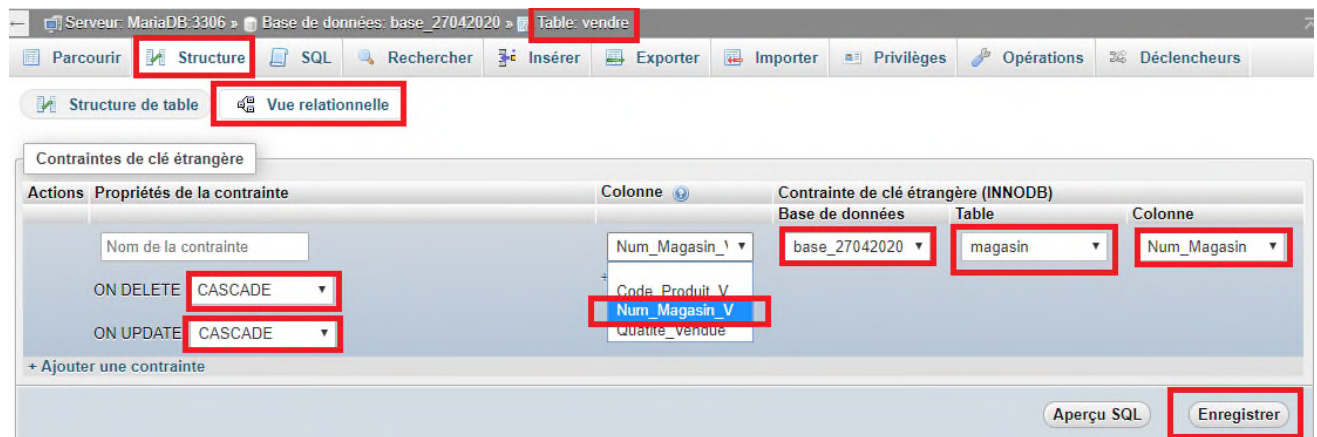 ← Serveur: MariaDB:3306 » Base de données: base_27042020 » Table: vendre
Parcourir Structure SQL Rechercher Insérer Exporter Importer Privilèges Opérations Déclencheurs
Structure de table Vue relationnelle
Contraintes de clé étrangère
Actions Propriétés de la contrainte Colonne Contrainte de clé étrangère (INNODB)
Base de données Table Colonne
Nom de la contrainte Num_Magasin_V base_27042020 magasin Num_Magasin
ON DELETE CASCADE
Code_Produit_V
Num_Magasin_V
ON UPDATE CASCADE
Quatite_Vendue
+ Ajouter une contrainte
Aperçu SQL Enregistrer